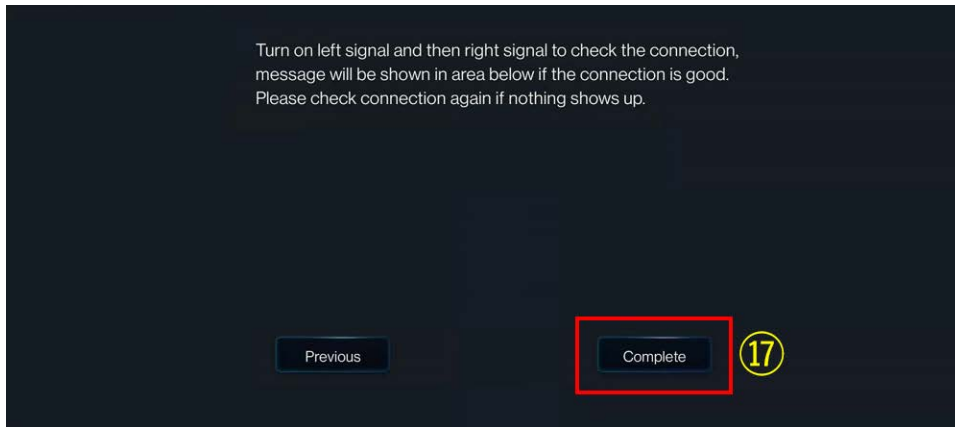 Turn on left signal and then right signal to check the connection,
message will be shown in area below if the connection is good.
Please check connection again if nothing shows up.
Previous
Complete
⑰